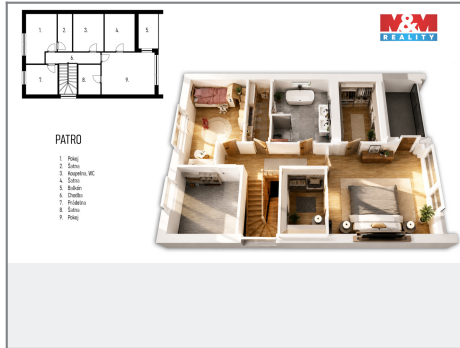 M&M
REALITY
1.
2.
3.
4.
5.
6.
7.
8.
9.
PATRO
1. Pokoj
2. Šatna
3. Koupelna, WC
4. Šatna
5. Balkón
6. Chodba
7. Prádelna
8. Šatna
9. Pokoj